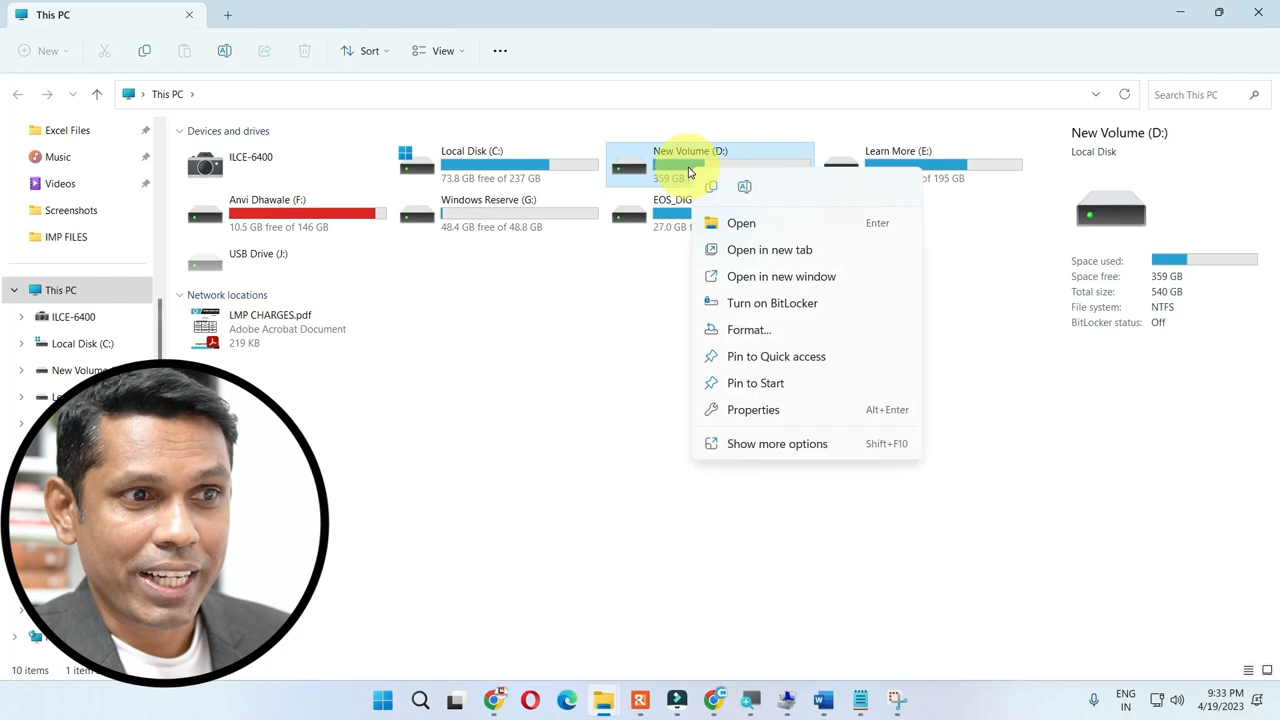 This PC
New
Sort
View
This PC
Search This PC
Excel Files
Music
Videos
Screenshots
IMP FILES
This PC
ILCE-6400
Local Disk (C:)
New Volume
Devices and drives
ILCE-6400
Local Disk (C:)
73.8 GB free of 237 GB
New Volume (D:)
359 GB
Learn More (E:)
of 195 GB
Anvi Dhawale (F:)
10.5 GB free of 146 GB
Windows Reserve (G:)
48.4 GB free of 48.8 GB
EOS_DIG
27.0 GB f
USB Drive (J:)
Network locations
LMP CHARGES.pdf
Adobe Acrobat Document
219 KB
Open Enter
Open in new tab
Open in new window
Turn on BitLocker
Format...
Pin to Quick access
Pin to Start
Properties Alt+Enter
Show more options Shift+F10
New Volume (D:)
Local Disk
Space used:
Space free: 359 GB
Total size: 540 GB
File system: NTFS
BitLocker status: Off
10 items 1 item
ENG
IN
9:33 PM
4/19/2023